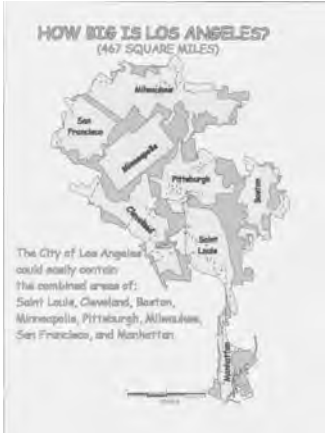 HOW BIG IS LOS ANGELES?
(467 SQUARE MILES)
Milwaukee
San
Francisco
Minneapolis
Pittsburgh
Boston
Cleveland
Saint
Louis
The City of Los Angeles
could easily contain
the combined areas of:
Saint Louis, Cleveland, Boston,
Minneapolis, Pittsburgh, Milwaukee,
San Francisco, and Manhattan
Manhattan